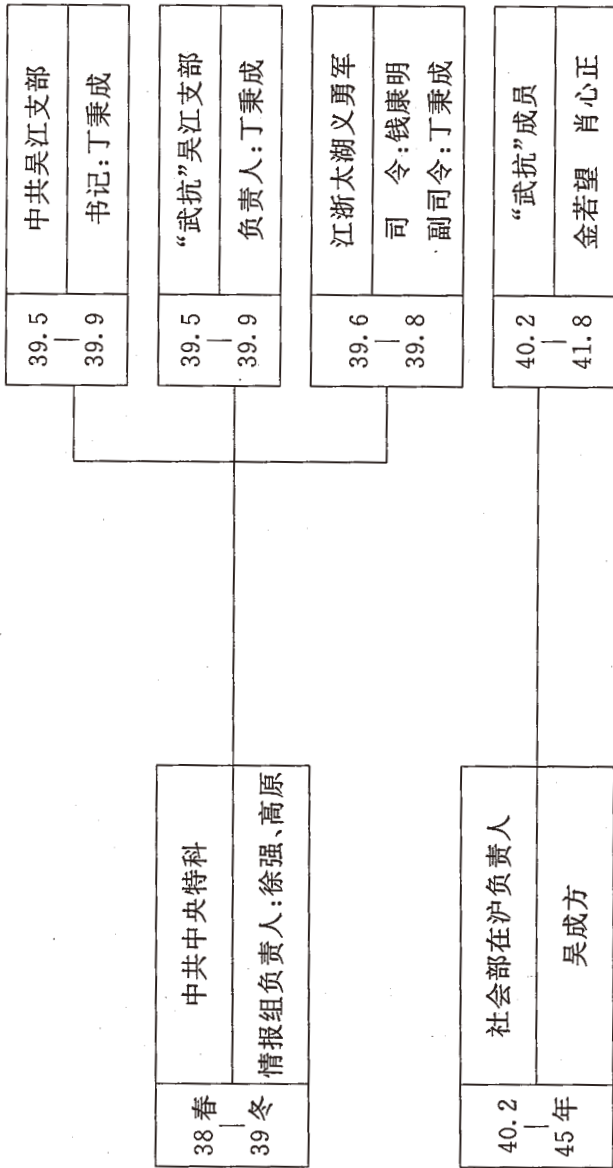 38春
|
39冬
中共中央特科
情报组负责人:徐强、高原
39.5
|
39.9
中共吴江支部
书记:丁秉成
39.5
|
39.9
“武抗”吴江支部
负责人:丁秉成
39.6
|
39.8
江浙太湖义勇军
司　令:钱康明
副司令:丁秉成
40.2
|
45年
社会部在沪负责人
吴成方
40.2
|
41.8
“武抗”成员
金若望　肖心正